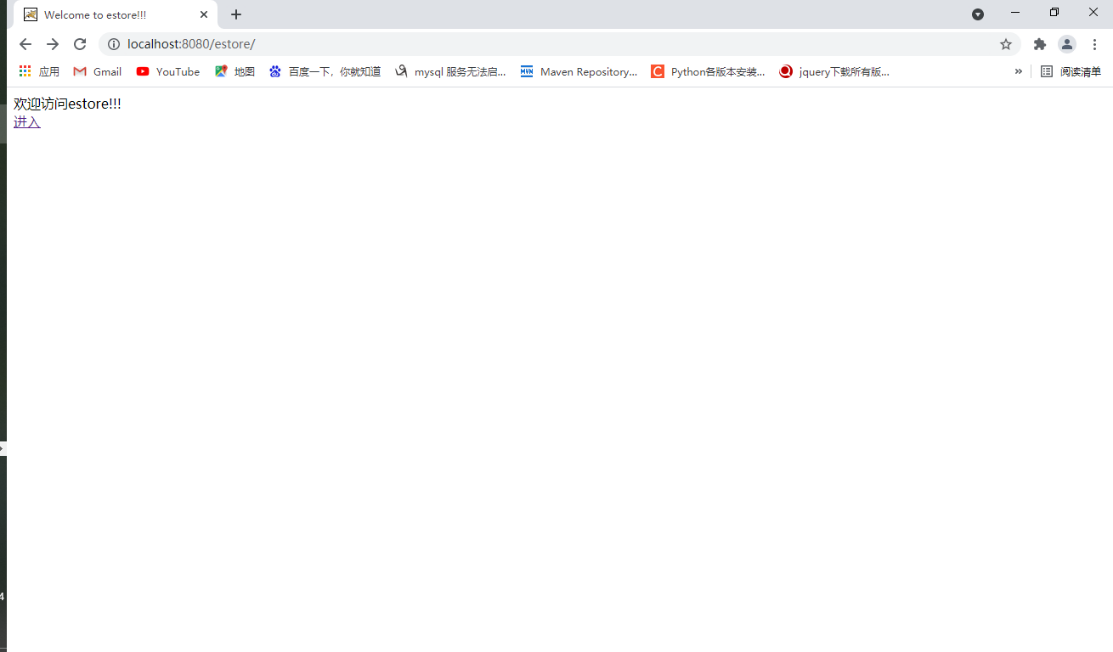 Welcome to estore!!!
localhost:8080/estore/
应用 Gmail YouTube 地图 百度一下，你就知道 mysql 服务无法启... MVN Maven Repository... C Python各版本安装... jquery下载所有版... » 阅读清单
欢迎访问estore!!!
进入
4